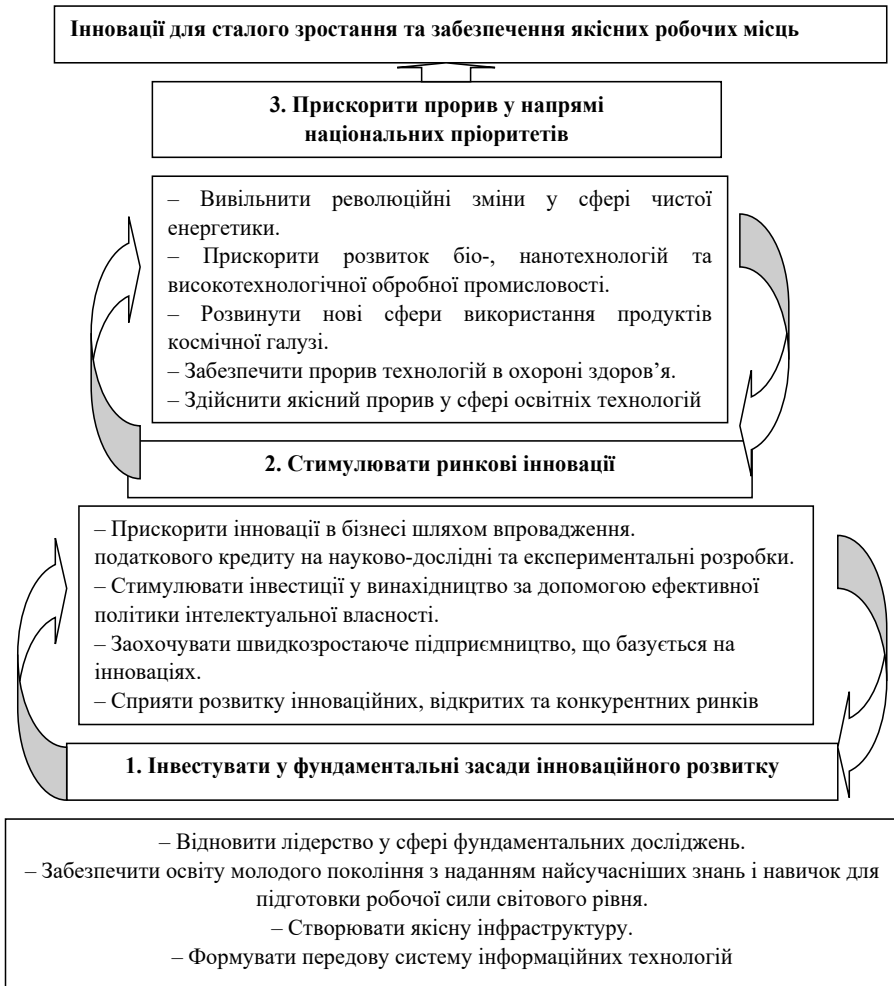 Інновації для сталого зростання та забезпечення якісних робочих місць
3. Прискорити прорив у напрямі
національних пріоритетів
– Вивільнити революційні зміни у сфері чистої
енергетики.
– Прискорити розвиток біо-, нанотехнологій та
високотехнологічної обробної промисловості.
– Розвинути нові сфери використання продуктів
космічної галузі.
– Забезпечити прорив технологій в охороні здоров’я.
– Здійснити якісний прорив у сфері освітніх технологій
2. Стимулювати ринкові інновації
– Прискорити інновації в бізнесі шляхом впровадження.
податкового кредиту на науково-дослідні та експериментальні розробки.
– Стимулювати інвестиції у винахідництво за допомогою ефективної
політики інтелектуальної власності.
– Заохочувати швидкозростаюче підприємництво, що базується на
інноваціях.
– Сприяти розвитку інноваційних, відкритих та конкурентних ринків
1. Інвестувати у фундаментальні засади інноваційного розвитку
– Відновити лідерство у сфері фундаментальних досліджень.
– Забезпечити освіту молодого покоління з наданням найсучасніших знань і навичок для
підготовки робочої сили світового рівня.
– Створювати якісну інфраструктуру.
– Формувати передову систему інформаційних технологій